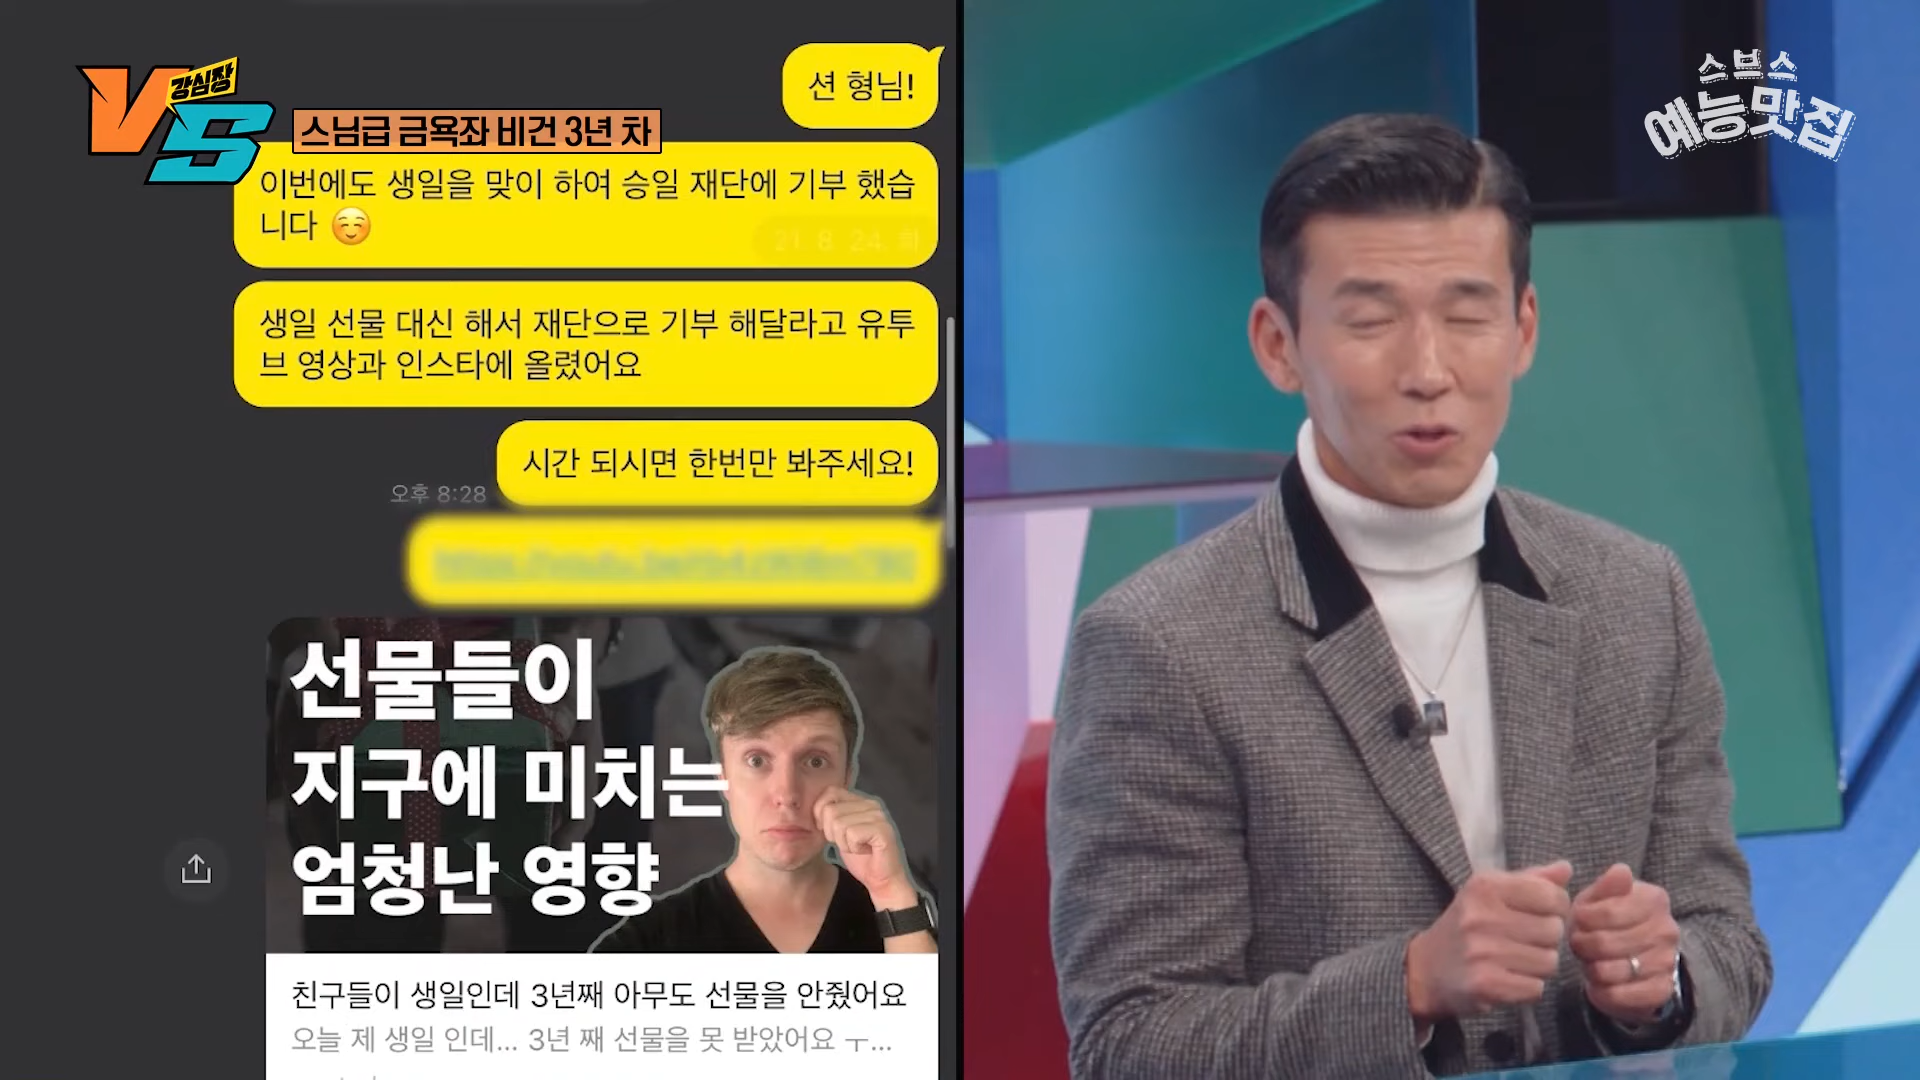 강심장
VS
스님급 금욕좌 비건 3년 차
스브스
예능맛집
션 형님!
이번에도 생일을 맞이 하여 승일 재단에 기부 했습
니다
21. 8. 24. 화
생일 선물 대신 해서 재단으로 기부 해달라고 유투
브 영상과 인스타에 올렸어요
시간 되시면 한번만 봐주세요!
오후 8:28
선물들이
지구에 미치는
엄청난 영향
친구들이 생일인데 3년째 아무도 선물을 안줬어요
오늘 제 생일 인데... 3년 째 선물을 못 받았어요 ㅜ...